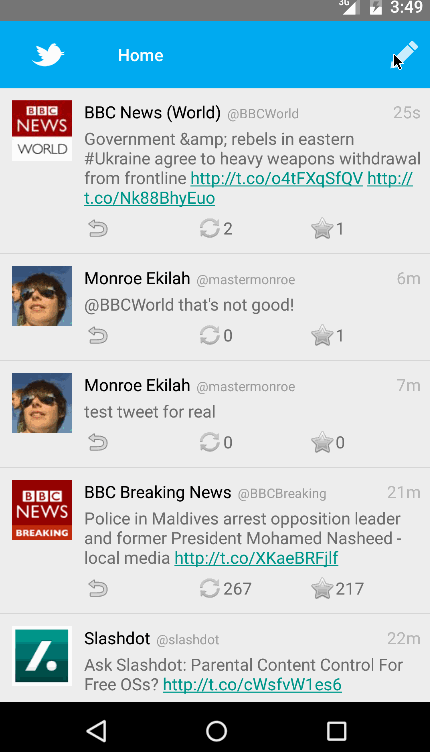 3G 3:49
Home
BBC News (World) @BBCWorld 25s
BBC
NEWS
WORLD
Government &amp; rebels in eastern
#Ukraine agree to heavy weapons withdrawal
from frontline http://t.co/o4tFXqSfQV http://
t.co/Nk88BhyEuo
2 1
Monroe Ekilah @mastermonroe 6m
@BBCWorld that's not good!
0 1
Monroe Ekilah @mastermonroe 7m
test tweet for real
0 0
BBC Breaking News @BBCBreaking 21m
BBC
NEWS
BREAKING
Police in Maldives arrest opposition leader
and former President Mohamed Nasheed -
local media http://t.co/XKaeBRFjlf
267 217
Slashdot @slashdot 22m
Ask Slashdot: Parental Content Control For
Free OSs? http://t.co/cWsfvW1es6